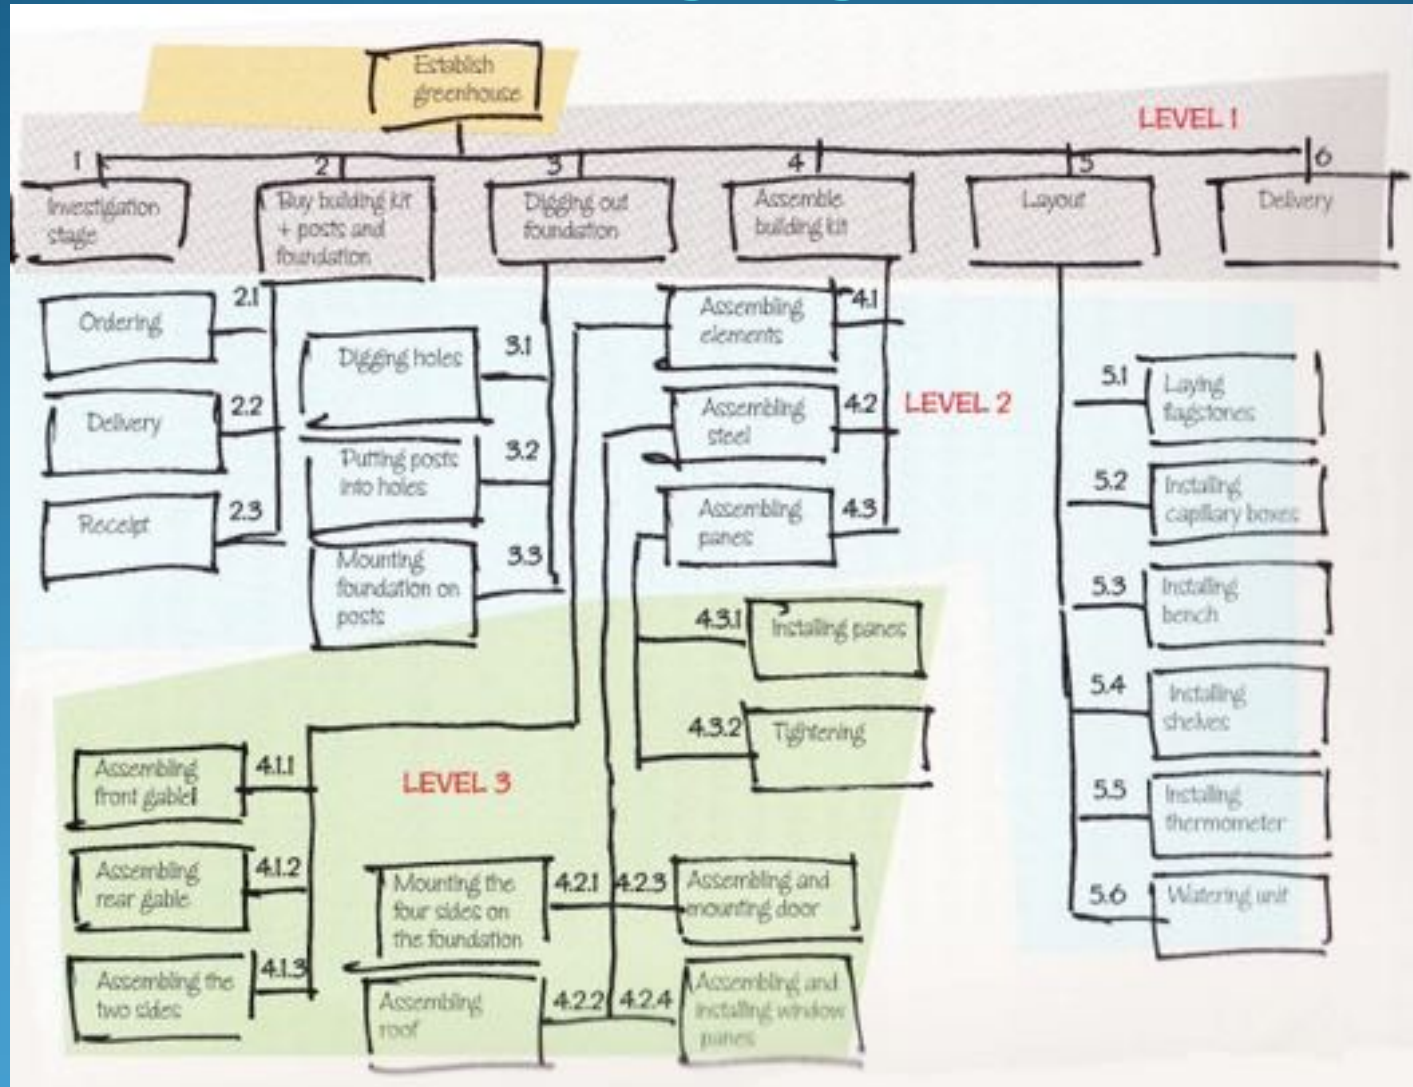 Establish
greenhouse
LEVEL 1
1
2
3
4
5
6
Investigation
stage
Buy building kit
+ posts and
foundation
Digging out
foundation
Assemble
building kit
Layout
Delivery
2.1
Ordering
2.2
Delivery
2.3
Receipt
3.1
Digging holes
3.2
Putting posts
into holes
3.3
Mounting
foundation on
posts
4.1
Assembling
elements
4.2
Assembling
steel
4.3
Assembling
panes
LEVEL 2
5.1
Laying
flagstones
5.2
Installing
capillary boxes
5.3
Installing
bench
5.4
Installing
shelves
5.5
Installing
thermometer
5.6
Watering unit
4.3.1
Installing panes
4.3.2
Tightening
LEVEL 3
4.1.1
Assembling
front gable
4.1.2
Assembling
rear gable
4.1.3
Assembling the
two sides
4.2.1
Mounting the
four sides on
the foundation
4.2.2
Assembling
roof
4.2.3
Assembling and
mounting door
4.2.4
Assembling and
installing window
panes